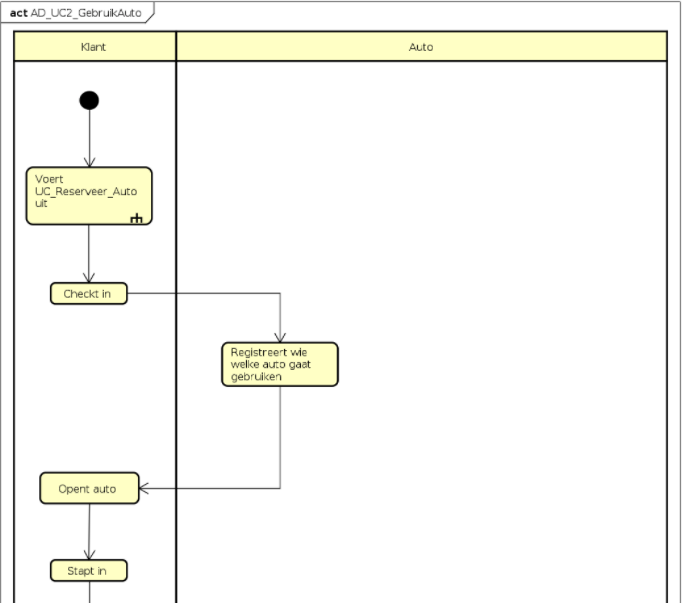 act AD_UC2_GebruikAuto
Klant
Auto
Voert
UC_Reserveer_Auto
uit
Checkt in
Registreert wie
welke auto gaat
gebruiken
Opent auto
Stapt in